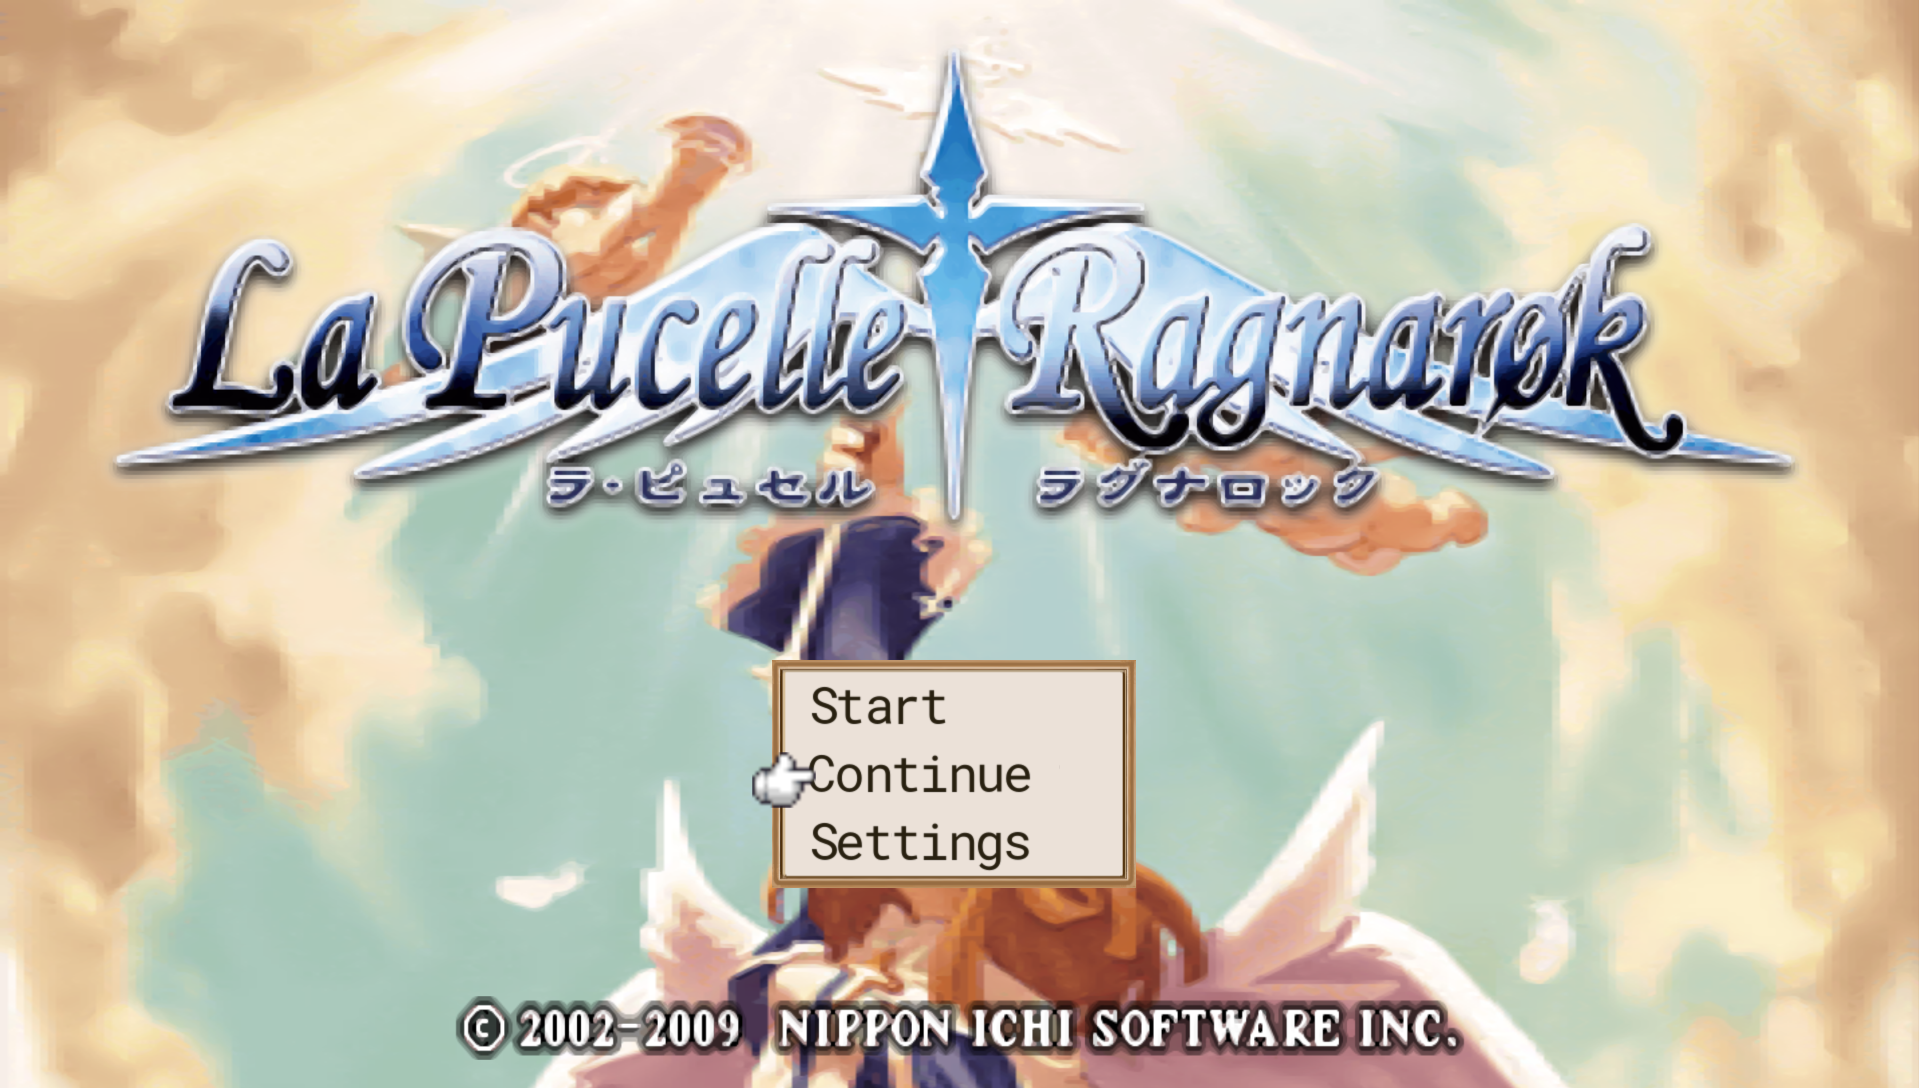 La Pucelle Ragnarøk
ラ・ピュセル ラグナロック
Start
Continue
Settings
© 2002-2009 NIPPON ICHI SOFTWARE INC.